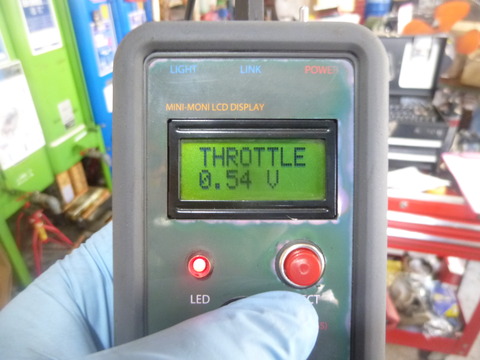 LIGHT LINK POWER
MINI-MONI LCD DISPLAY
THROTTLE
0.54 V
LED